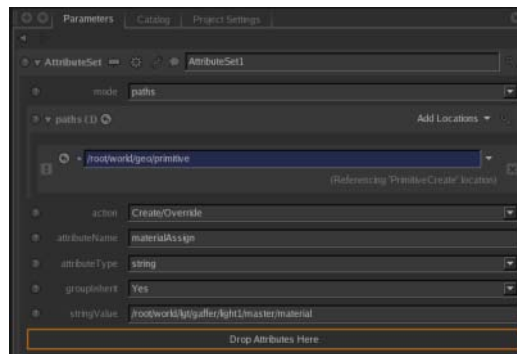 Parameters Catalog Project Settings
AttributeSet AttributeSet1
mode paths
paths (1) Add Locations
/root/world/geo/primitive
(Referencing 'PrimitiveCreate' location)
action Create/Override
attributeName materialAssign
attributeType string
groupInherit Yes
stringValue /root/world/lgt/gaffer/light1/master/material
Drop Attributes Here